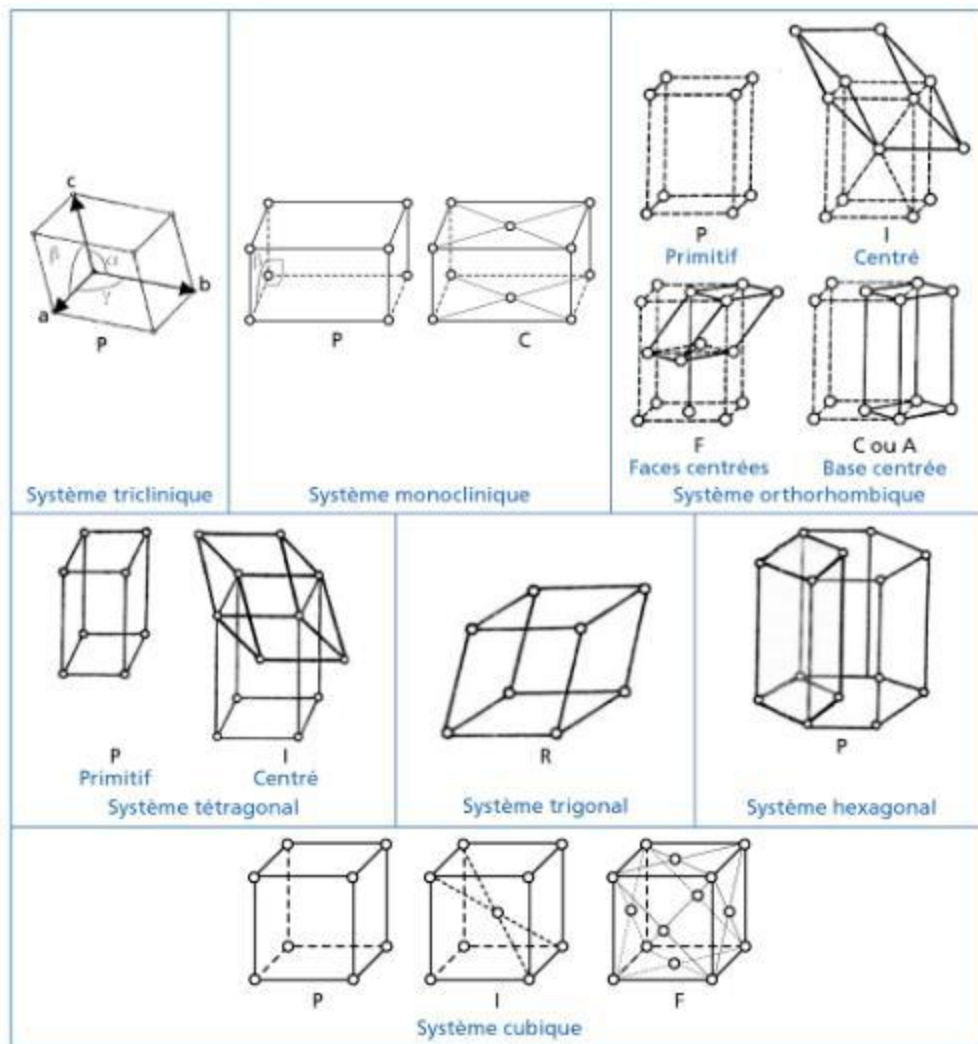 c
β
α
γ
b
a
P
Système triclinique
β
P
C
Système monoclinique
P
Primitif
I
Centré
F
Faces centrées
C ou A
Base centrée
Système orthorhombique
P
Primitif
I
Centré
Système tétragonal
R
Système trigonal
P
Système hexagonal
P
I
F
Système cubique